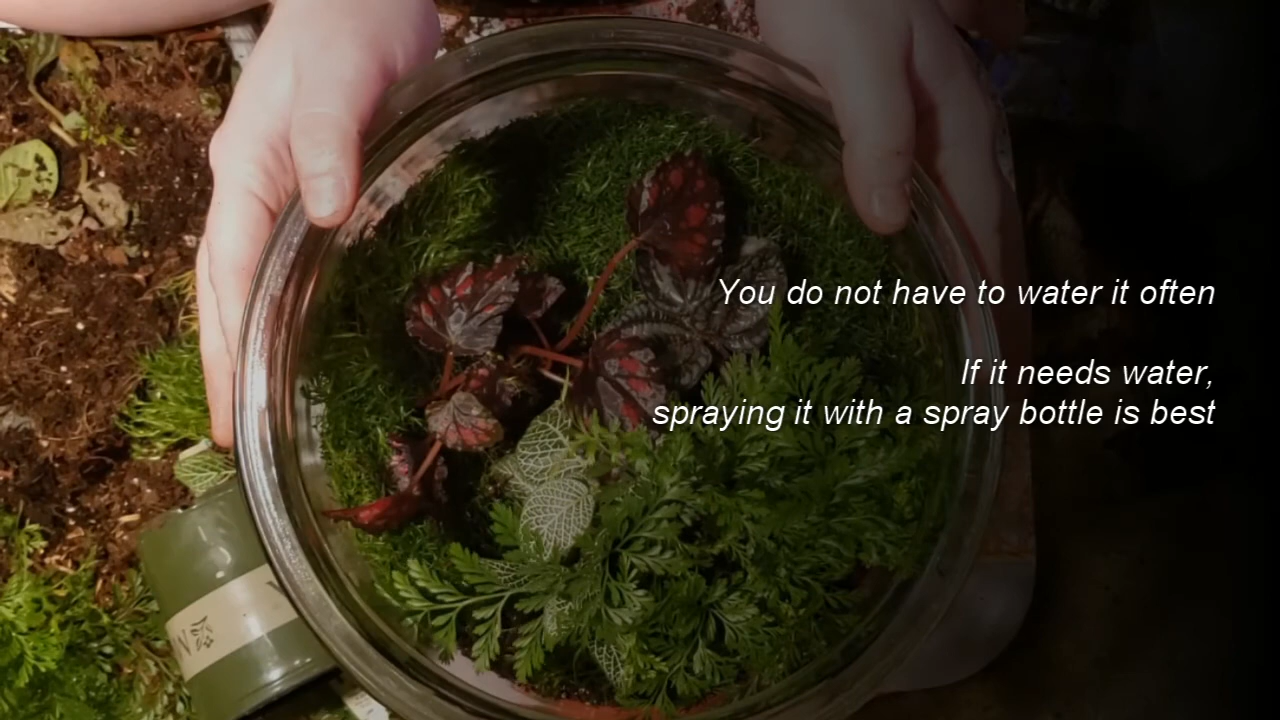 You do not have to water it often
If it needs water,
spraying it with a spray bottle is best